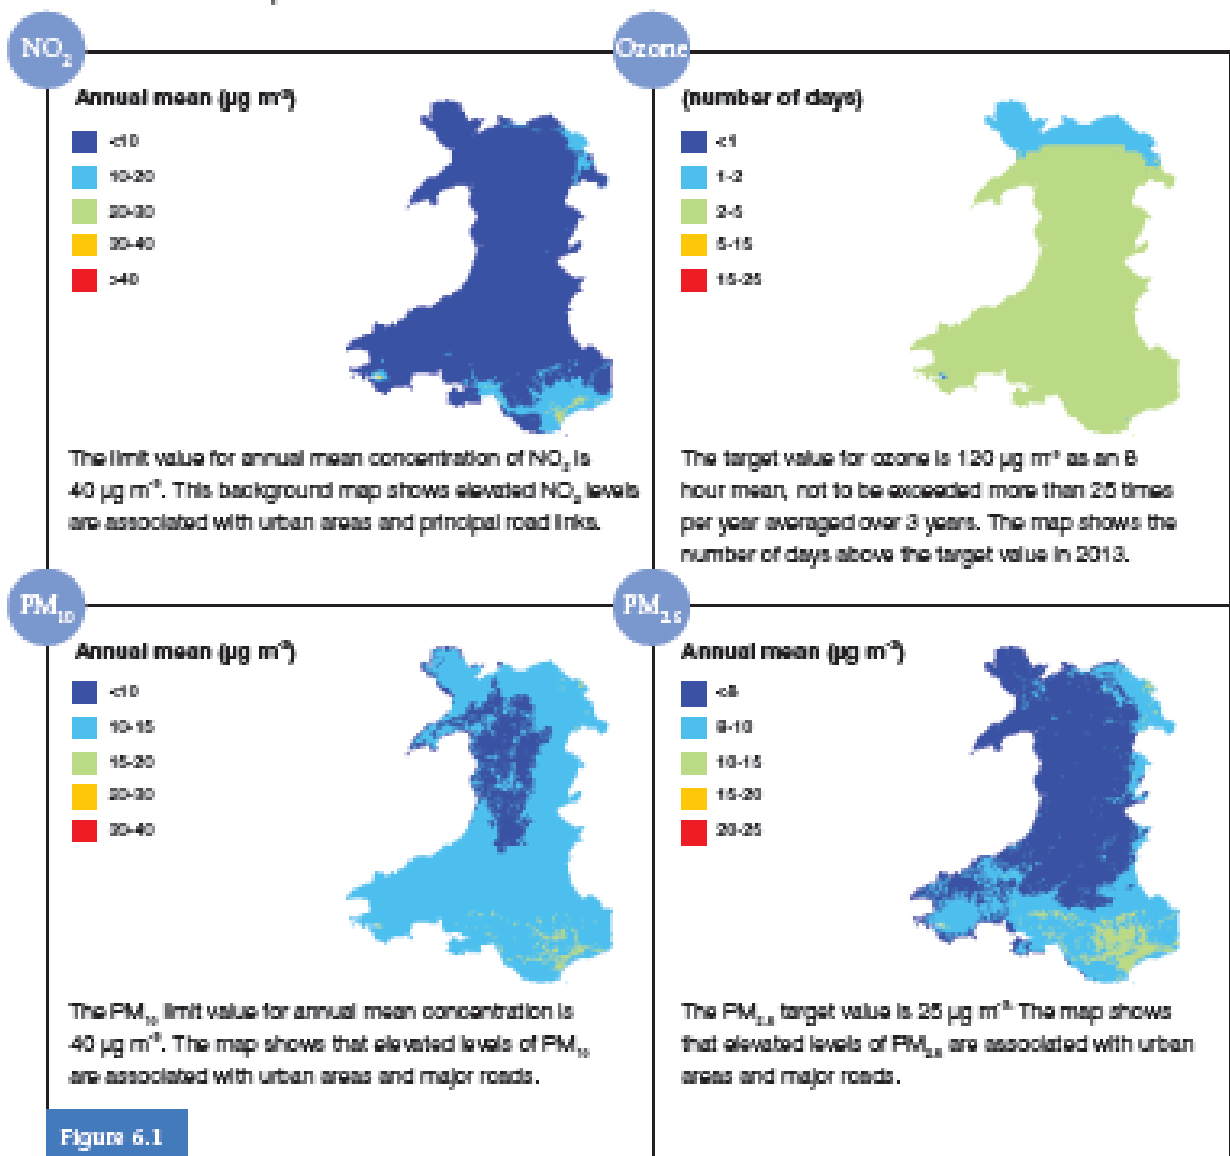 NO₂
Annual mean (µg m⁻³)
<10
10-20
20-30
30-40
>40
The limit value for annual mean concentration of NO₂ is
40 µg m⁻³. This background map shows elevated NO₂ levels
are associated with urban areas and principal road links.
Ozone
(number of days)
<1
1-2
2-5
5-15
15-25
The target value for ozone is 120 µg m⁻³ as an 8
hour mean, not to be exceeded more than 25 times
per year averaged over 3 years. The map shows the
number of days above the target value in 2013.
PM₁₀
Annual mean (µg m⁻³)
<10
10-15
15-20
20-30
30-40
The PM₁₀ limit value for annual mean concentration is
40 µg m⁻³. The map shows that elevated levels of PM₁₀
are associated with urban areas and major roads.
PM₂.₅
Annual mean (µg m⁻³)
10-15
15-20
20-25
The PM₂.₅ target value is 25 µg m⁻³. The map shows
that elevated levels of PM₂.₅ are associated with urban
areas and major roads.
Figure 6.1